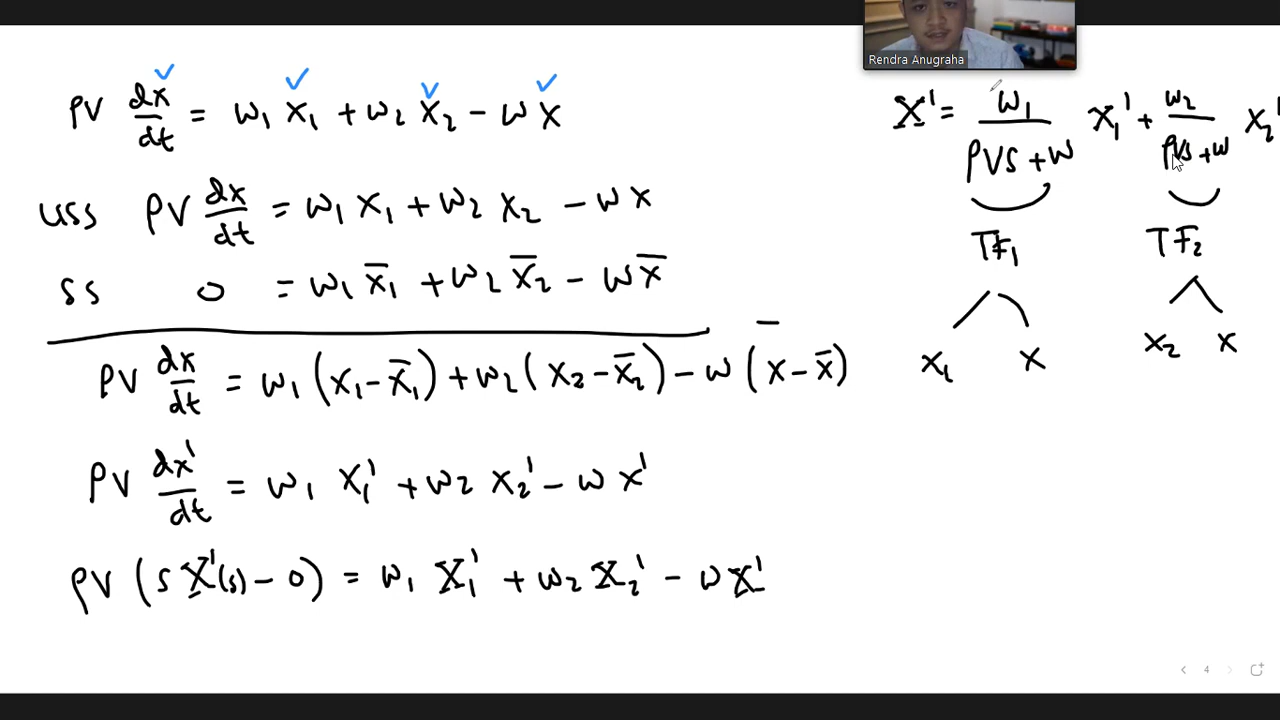 Rendra Anugraha
ρV dx/dt = w₁ x₁ + w₂ x₂ − w x
uss ρV dx/dt = w₁ x₁ + w₂ x₂ − w x
ss 0 = w₁ x̄₁ + w₂ x̄₂ − w x̄
ρV dx/dt = w₁ (x₁ − x̄₁) + w₂ (x₂ − x̄₂) − w (x − x̄)
ρV dx'/dt = w₁ x₁' + w₂ x₂' − w x'
ρV (s X'(s) − 0) = w₁ X₁' + w₂ X₂' − w X'
X' = w₁/(ρVs + w) X₁' + w₂/(ρVs + w) X₂'
TF₁ TF₂
x₁ x x₂ x
4